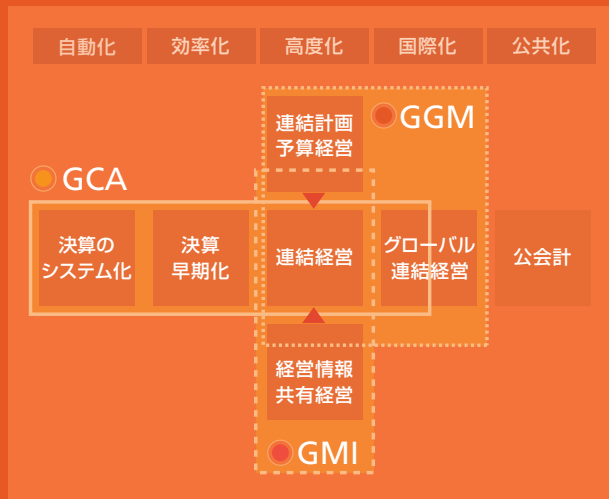 自動化
効率化
高度化
国際化
公共化
連結計画
予算経営
GGM
GCA
決算の
システム化
決算
早期化
連結経営
グローバル
連結経営
公会計
経営情報
共有経営
GMI